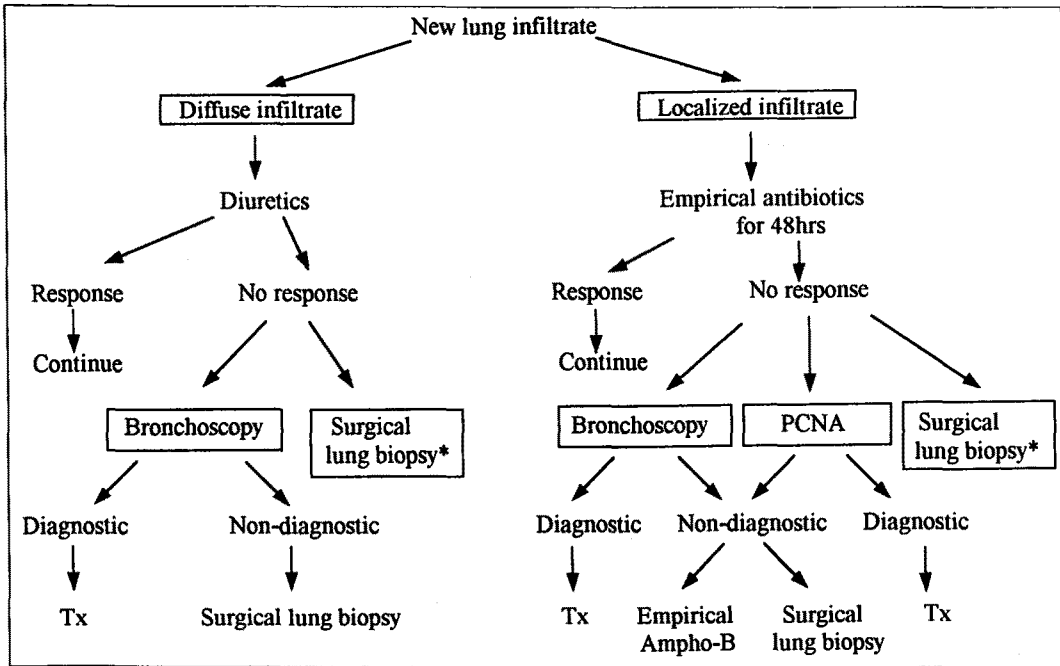 New lung infiltrate
Diffuse infiltrate
Localized infiltrate
Diuretics
Empirical antibiotics
for 48hrs
Response
No response
Response
No response
Continue
Continue
Bronchoscopy
Surgical
lung biopsy*
Bronchoscopy
PCNA
Surgical
lung biopsy*
Diagnostic
Non-diagnostic
Diagnostic
Non-diagnostic
Diagnostic
Tx
Surgical lung biopsy
Tx
Empirical
Ampho-B
Surgical
lung biopsy
Tx